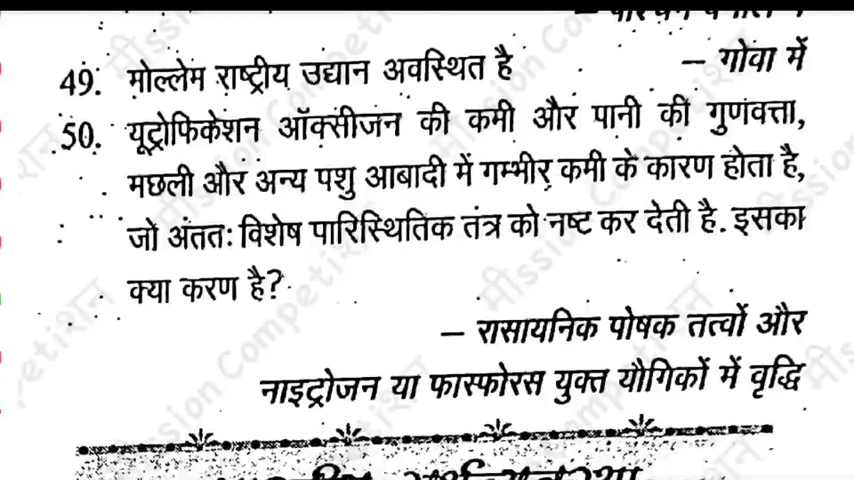 49. मोल्लेम राष्ट्रीय उद्यान अवस्थित है – गोवा में
50. यूट्रोफिकेशन ऑक्सीजन की कमी और पानी की गुणवत्ता,
मछली और अन्य पशु आबादी में गम्भीर कमी के कारण होता है,
जो अंततः विशेष पारिस्थितिक तंत्र को नष्ट कर देती है. इसका
क्या करण है?
– रासायनिक पोषक तत्वों और
नाइट्रोजन या फास्फोरस युक्त यौगिकों में वृद्धि